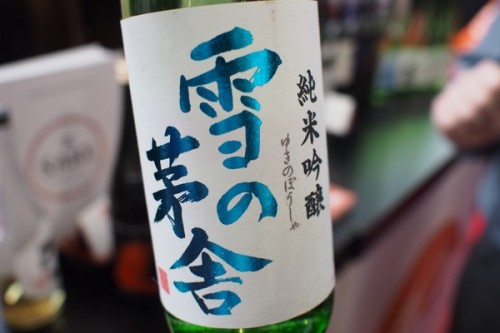 純米吟醸
ゆきのぼうしゃ
雪の
茅舎